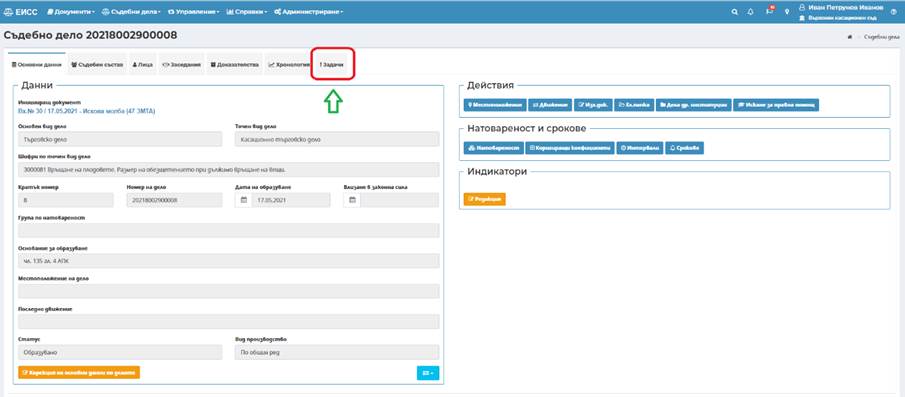 ЕИСС
Документи
Съдебни дела
Управление
Справки
Администриране
Иван Петрунов Иванов
Върховен касационен съд
Съдебно дело 20218002900008
Съдебни дела
Основни данни
Съдебен състав
Лица
Заседания
Доказателства
Хронология
! Задачи
Данни
Иницииращ документ
Вх.№ 30 / 17.05.2021 - Искова молба (47 ЗМТА)
Основен вид дело
Точен вид дело
Търговско дело
Касационно търговско дело
Шифри по точен вид дело
3000081 Връщане на плодовете. Размер на обезщетението при дължимо връщане на вещи.
Кратък номер
Номер на дело
Дата на образуване
Влизане в законна сила
8
20218002900008
17.05.2021
Група по натовареност
Основание за образуване
чл. 135 ал. 4 АПК
Местоположение на дело
Последно движение
Статус
Вид производство
Образувано
По общия ред
Корекция на основни данни по делото
Действия
Местоположение
Движение
Изп.дик.
Ел.папка
Дела др. институции
Искане за правна помощ
Натовареност и срокове
Натовареност
Коригиращи коефициенти
Интервали
Срокове
Индикатори
Редакция